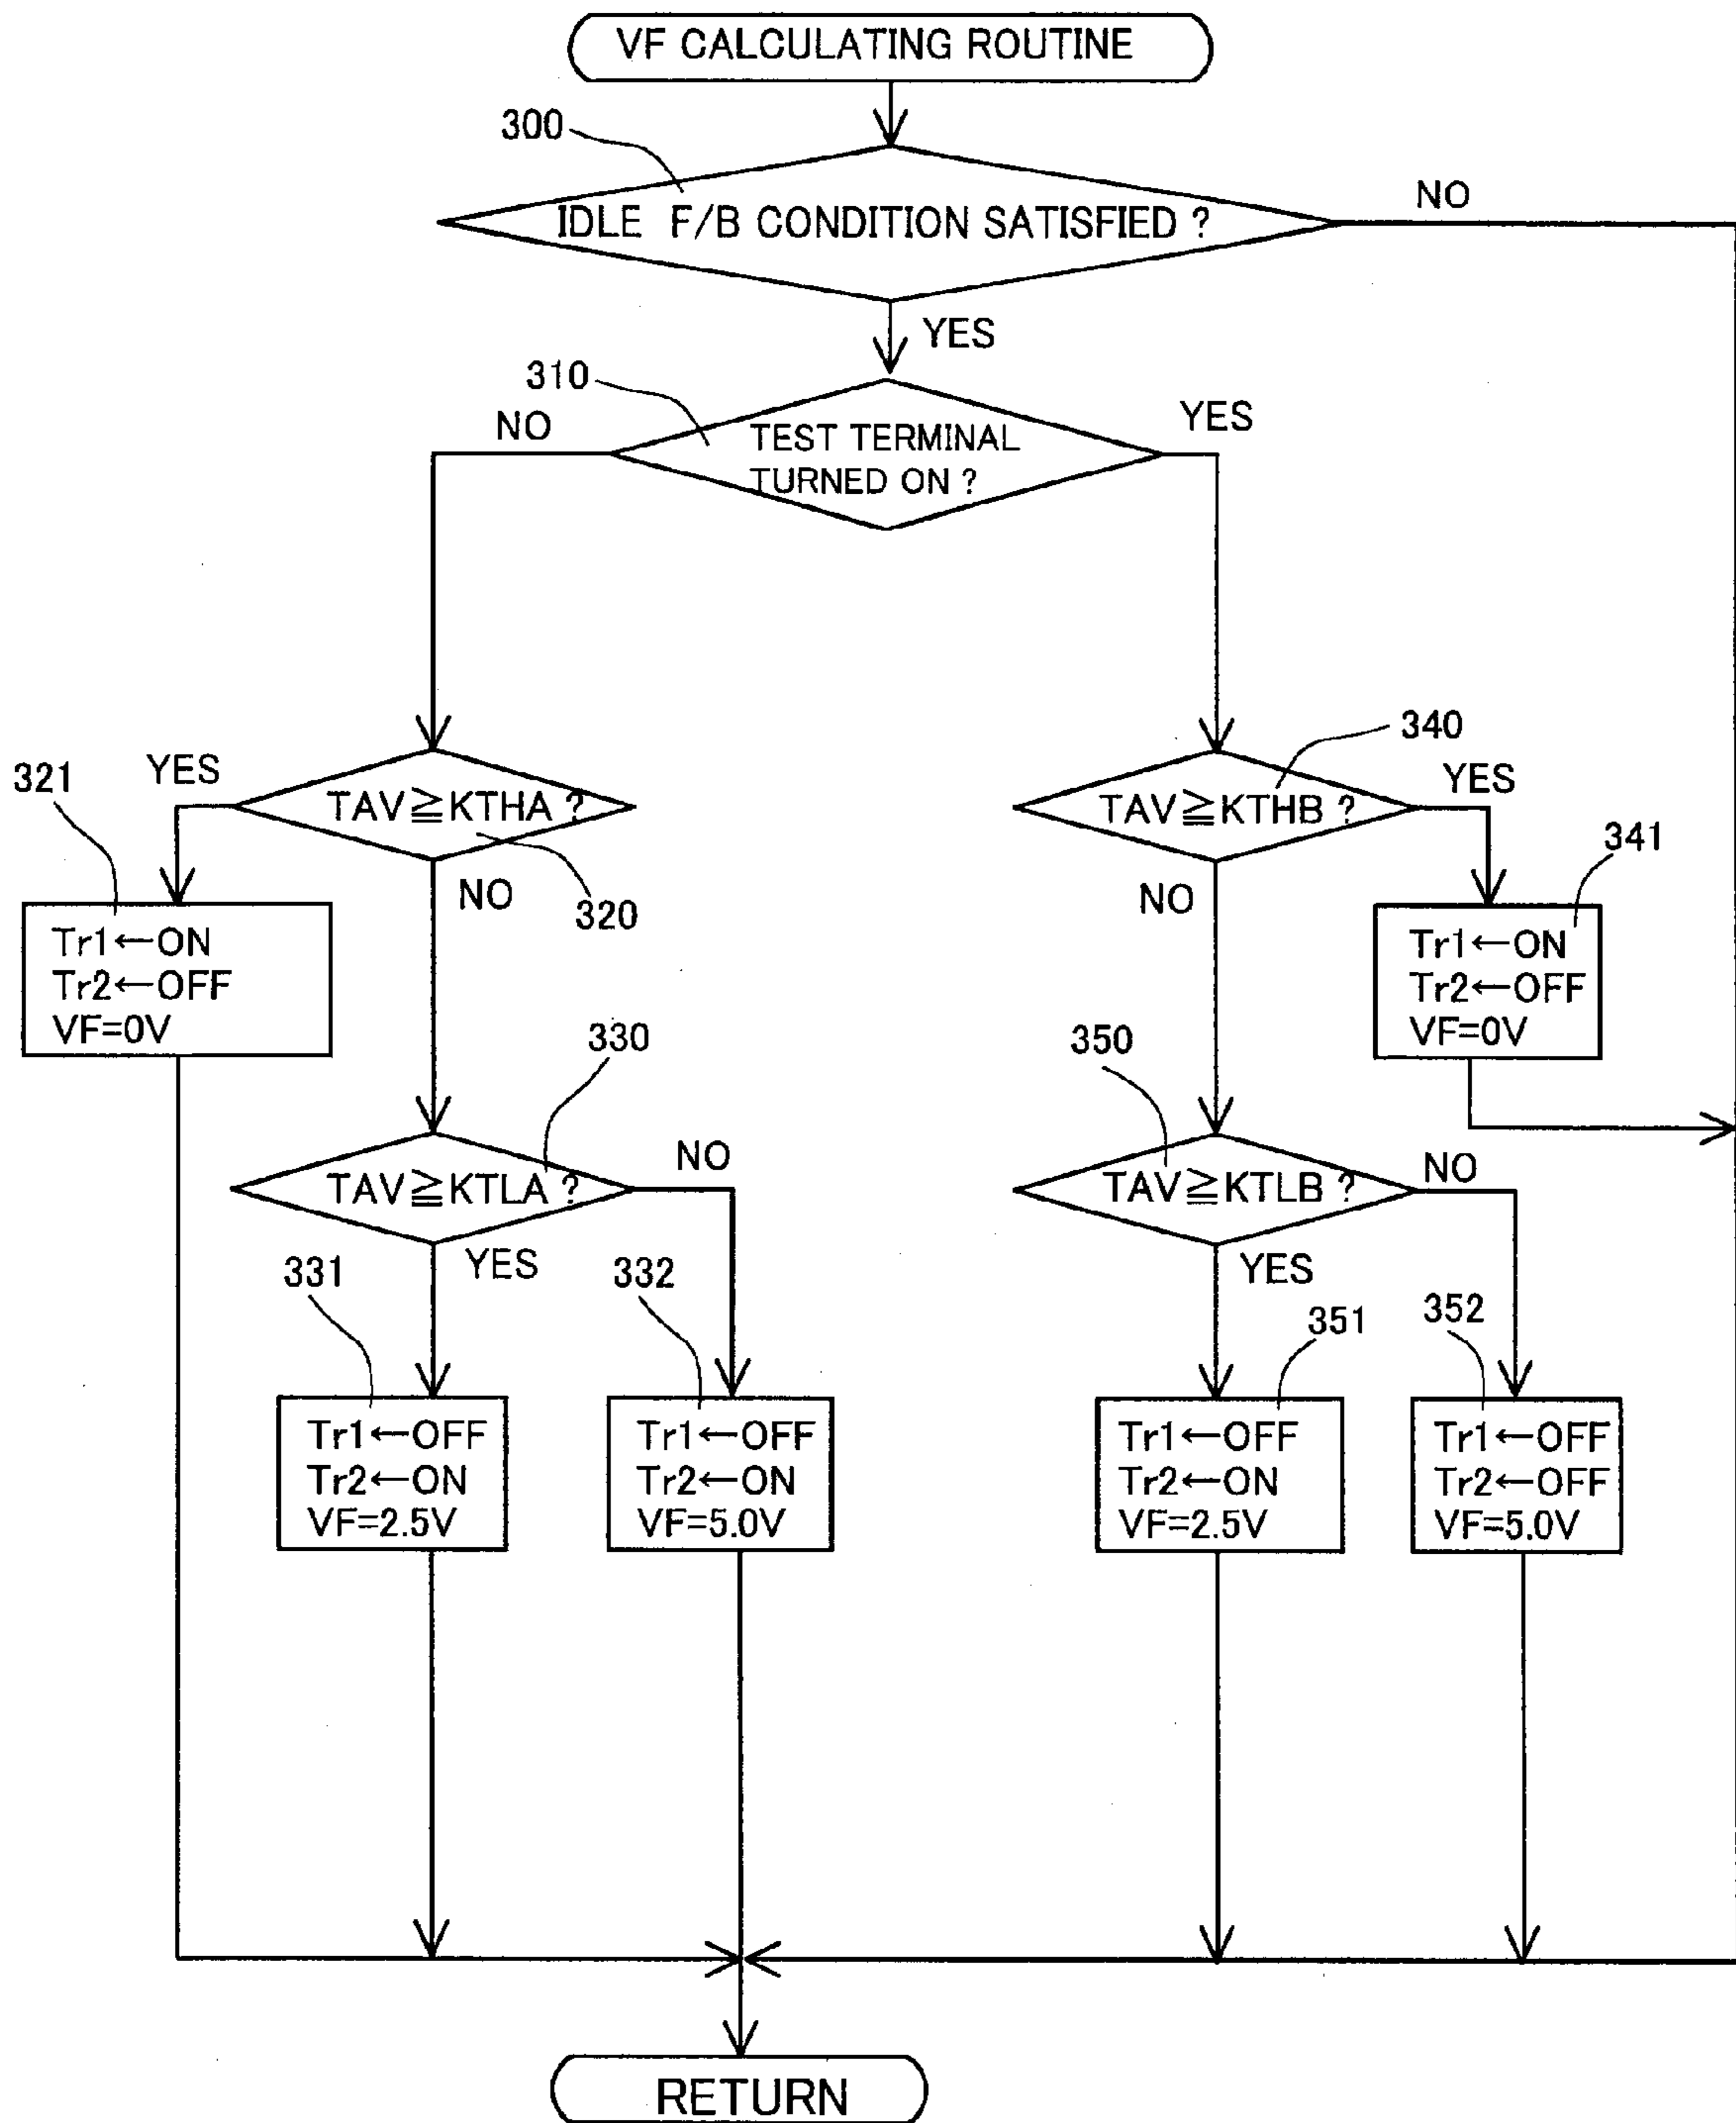 VF CALCULATING ROUTINE
300
IDLE F/B CONDITION SATISFIED ?
NO
YES
310
NO
TEST TERMINAL
TURNED ON ?
YES
321
YES
TAV≧KTHA ?
NO
320
Tr1←ON
Tr2←OFF
VF=0V
340
TAV≧KTHB ?
YES
NO
341
Tr1←ON
Tr2←OFF
VF=0V
330
TAV≧KTLA ?
NO
YES
350
TAV≧KTLB ?
NO
YES
331
Tr1←OFF
Tr2←ON
VF=2.5V
332
Tr1←OFF
Tr2←ON
VF=5.0V
351
Tr1←OFF
Tr2←ON
VF=2.5V
352
Tr1←OFF
Tr2←OFF
VF=5.0V
RETURN